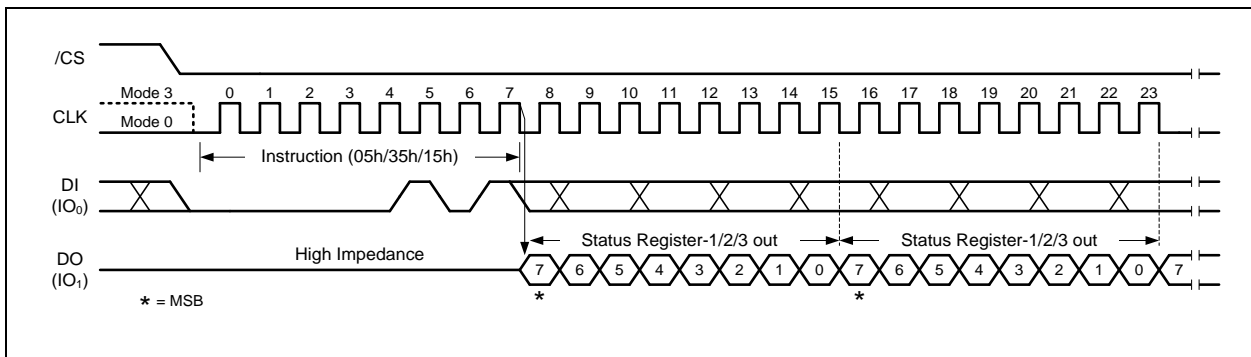 /CS
Mode 3
0 1 2 3 4 5 6 7 8 9 10 11 12 13 14 15 16 17 18 19 20 21 22 23
CLK
Mode 0
Instruction (05h/35h/15h)
DI
(IO₀)
Status Register-1/2/3 out Status Register-1/2/3 out
High Impedance
DO
(IO₁)
7 6 5 4 3 2 1 0 7 6 5 4 3 2 1 0 7
* *
* = MSB